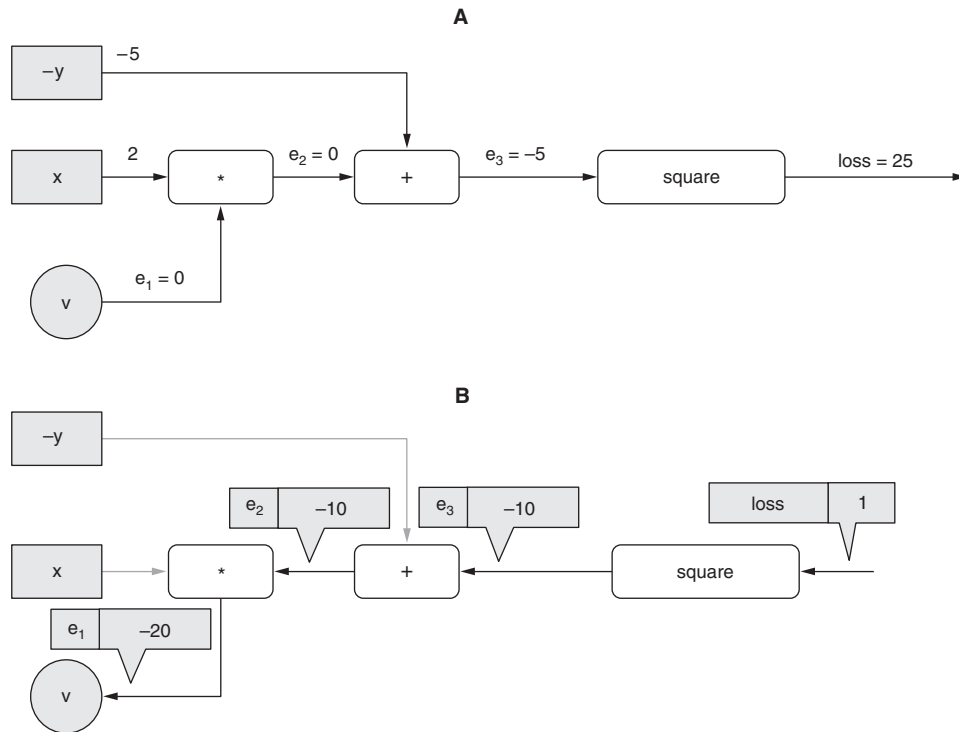 A
−y
−5
x
2
*
e₂ = 0
+
e₃ = −5
square
loss = 25
v
e₁ = 0
B
−y
e₂ −10
e₃ −10
loss 1
x
*
+
square
e₁ −20
v